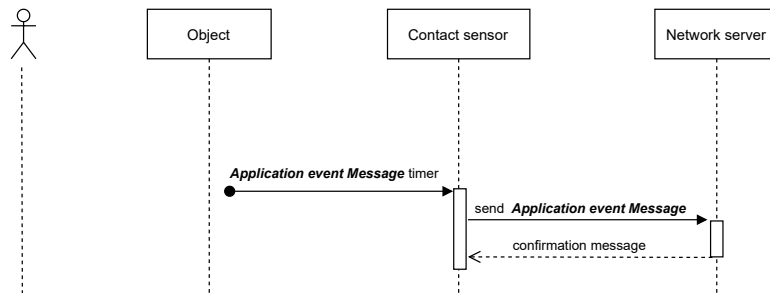 Object
Contact sensor
Network server
Application event Message timer
send Application event Message
confirmation message